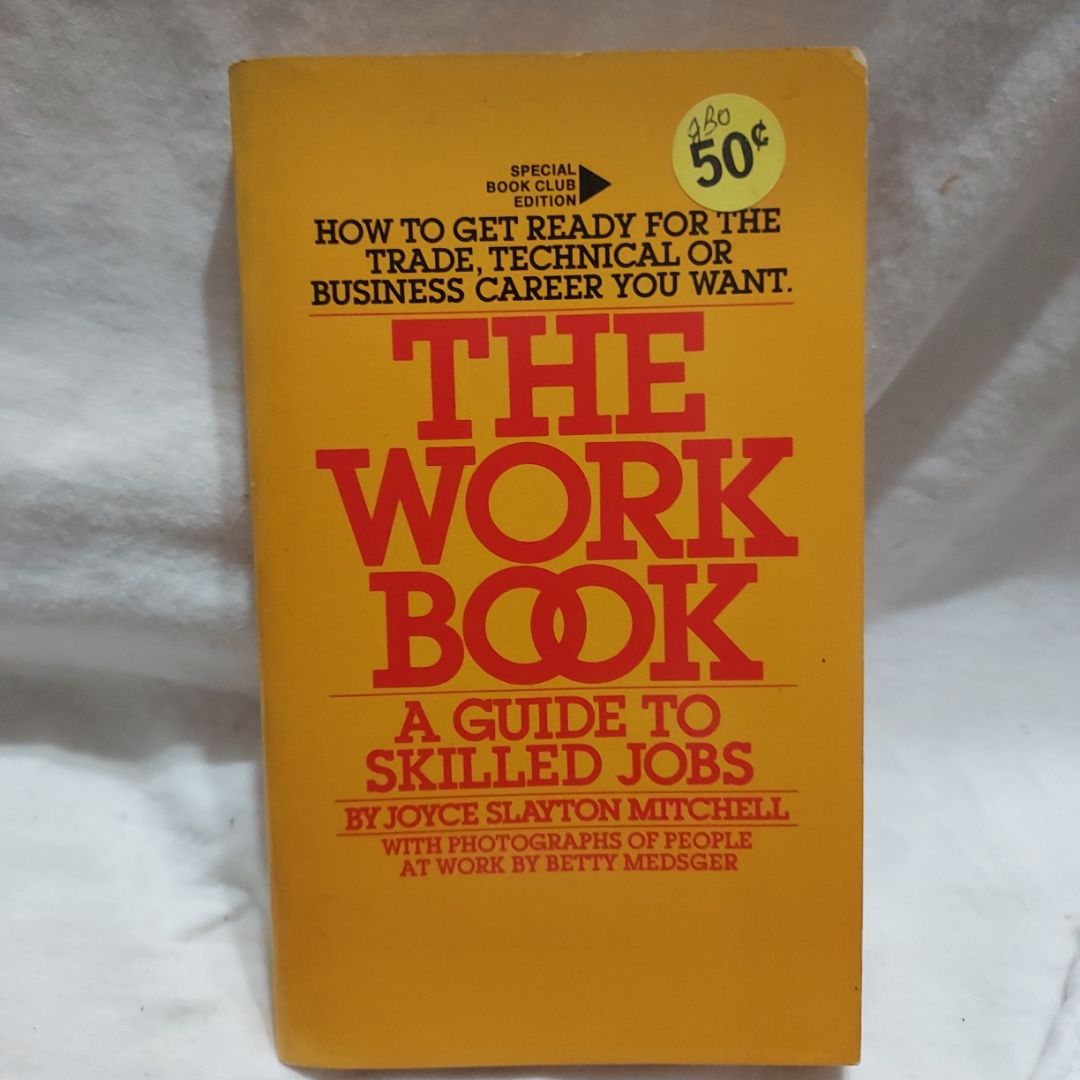 50¢
SPECIAL
BOOK CLUB
EDITION
HOW TO GET READY FOR THE
TRADE, TECHNICAL OR
BUSINESS CAREER YOU WANT.
THE
WORK
BOOK
A GUIDE TO
SKILLED JOBS
BY JOYCE SLAYTON MITCHELL
WITH PHOTOGRAPHS OF PEOPLE
AT WORK BY BETTY MEDSGER